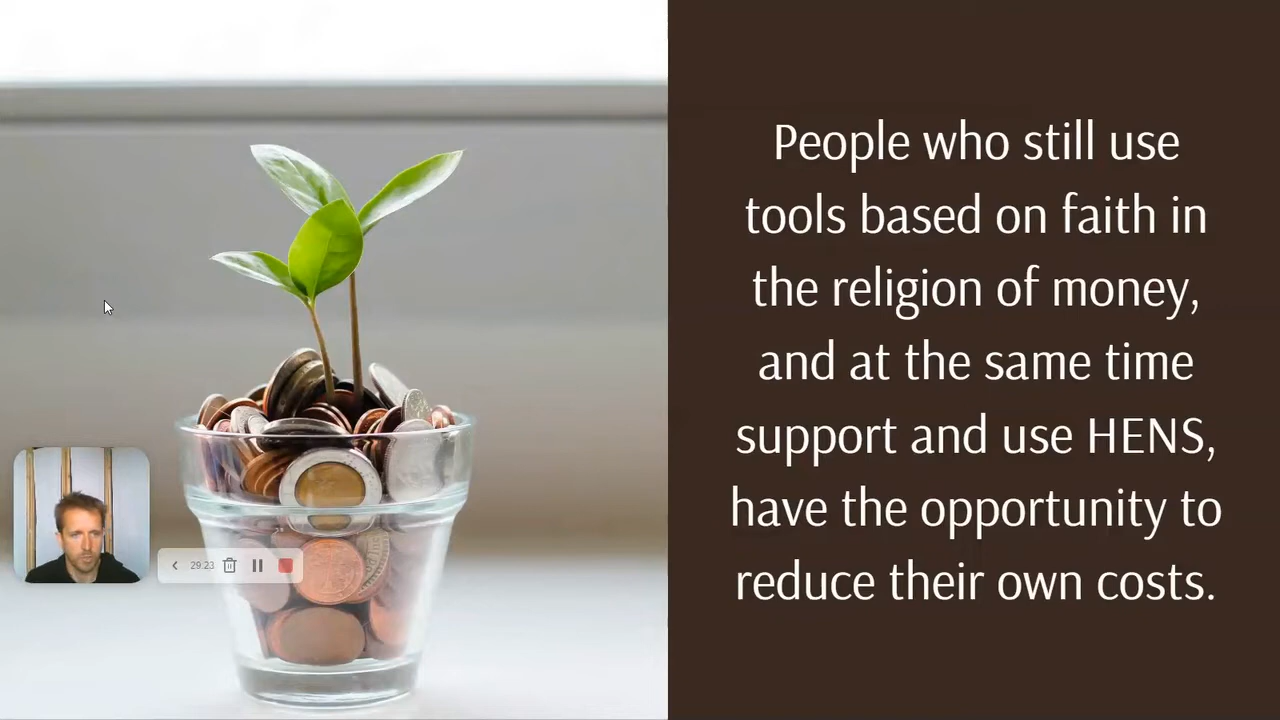 People who still use
tools based on faith in
the religion of money,
and at the same time
support and use HENS,
have the opportunity to
reduce their own costs.
29:23